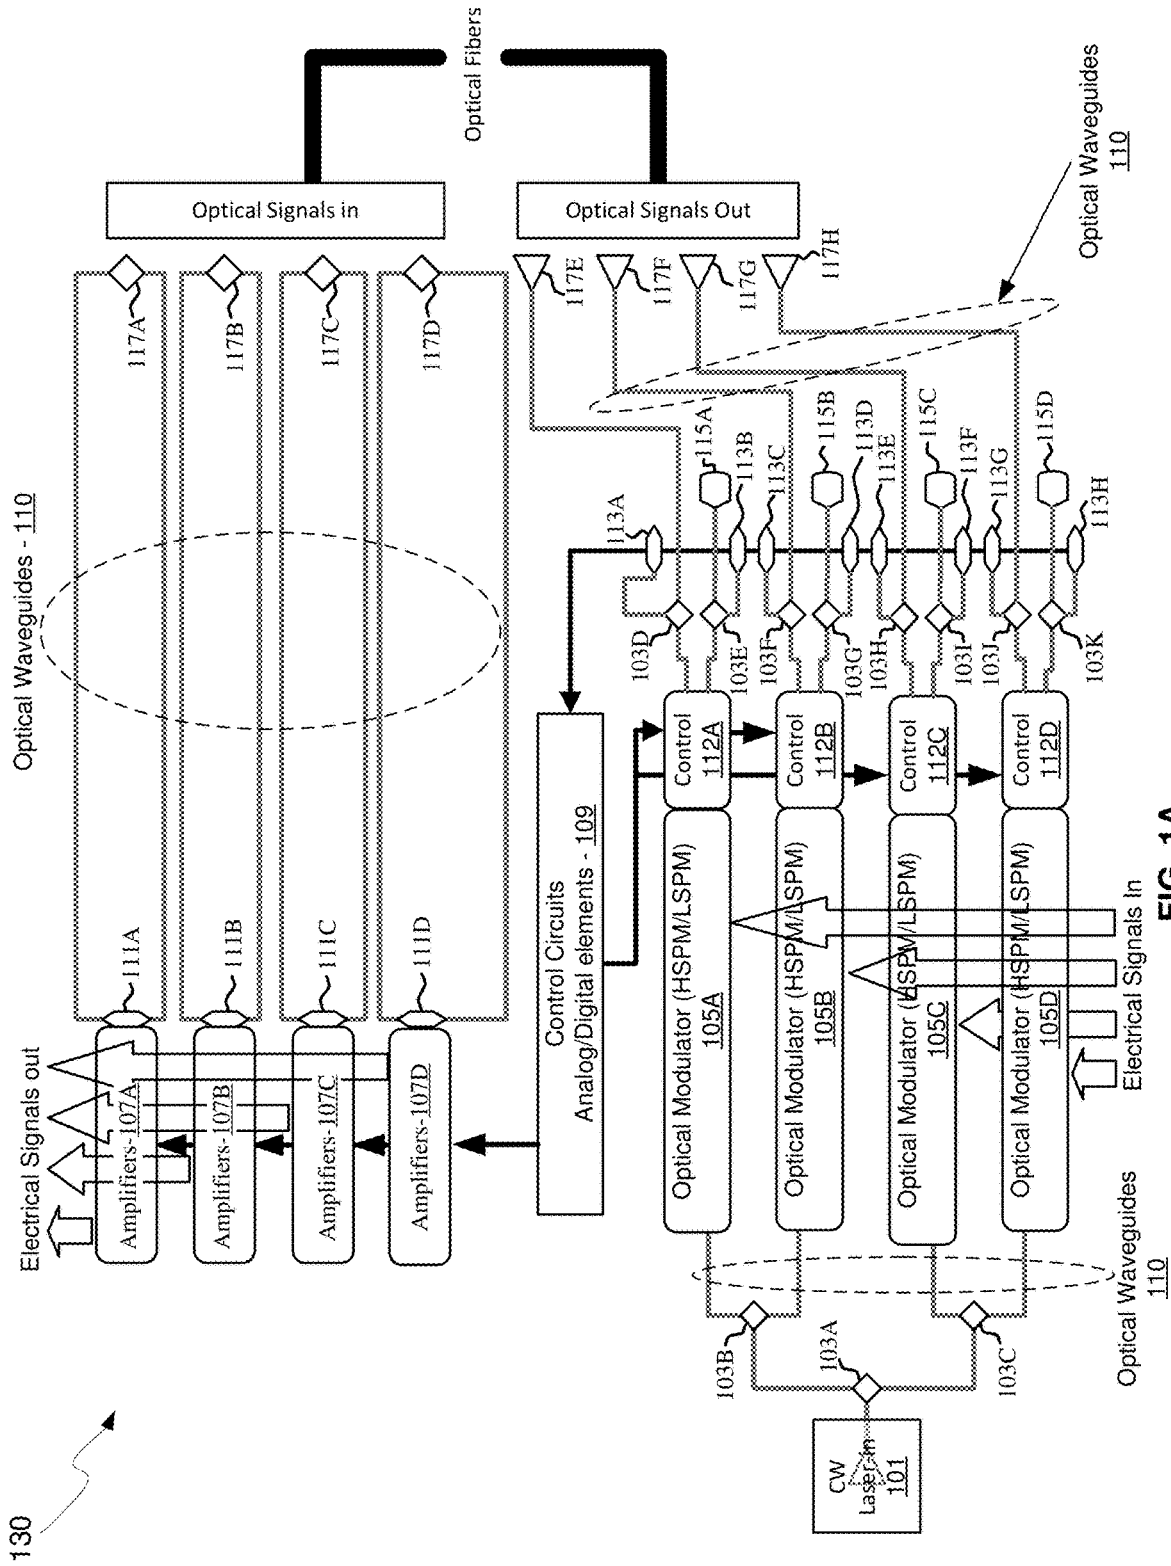 130
Optical Waveguides - 110
Electrical Signals out
Amplifiers-107A
Amplifiers-107B
Amplifiers-107C
Amplifiers-107D
111A
111B
111C
111D
117A
117B
117C
117D
Optical Signals in
Optical Fibers
Optical Signals Out
117E
117F
117G
117H
Optical Waveguides
110
Control Circuits
Analog/Digital elements - 109
CW
Laser-in
101
103A
103B
103C
Optical Waveguides
110
Optical Modulator (HSPM/LSPM)
105A
Optical Modulator (HSPM/LSPM)
105B
Optical Modulator (HSPM/LSPM)
105C
Optical Modulator (HSPM/LSPM)
105D
Electrical Signals In
Control
112A
Control
112B
Control
112C
Control
112D
103D
103E
103F
103G
103H
103I
103J
103K
113A
113B
113C
113D
113E
113F
113G
113H
115A
115B
115C
115D
FIG. 1A